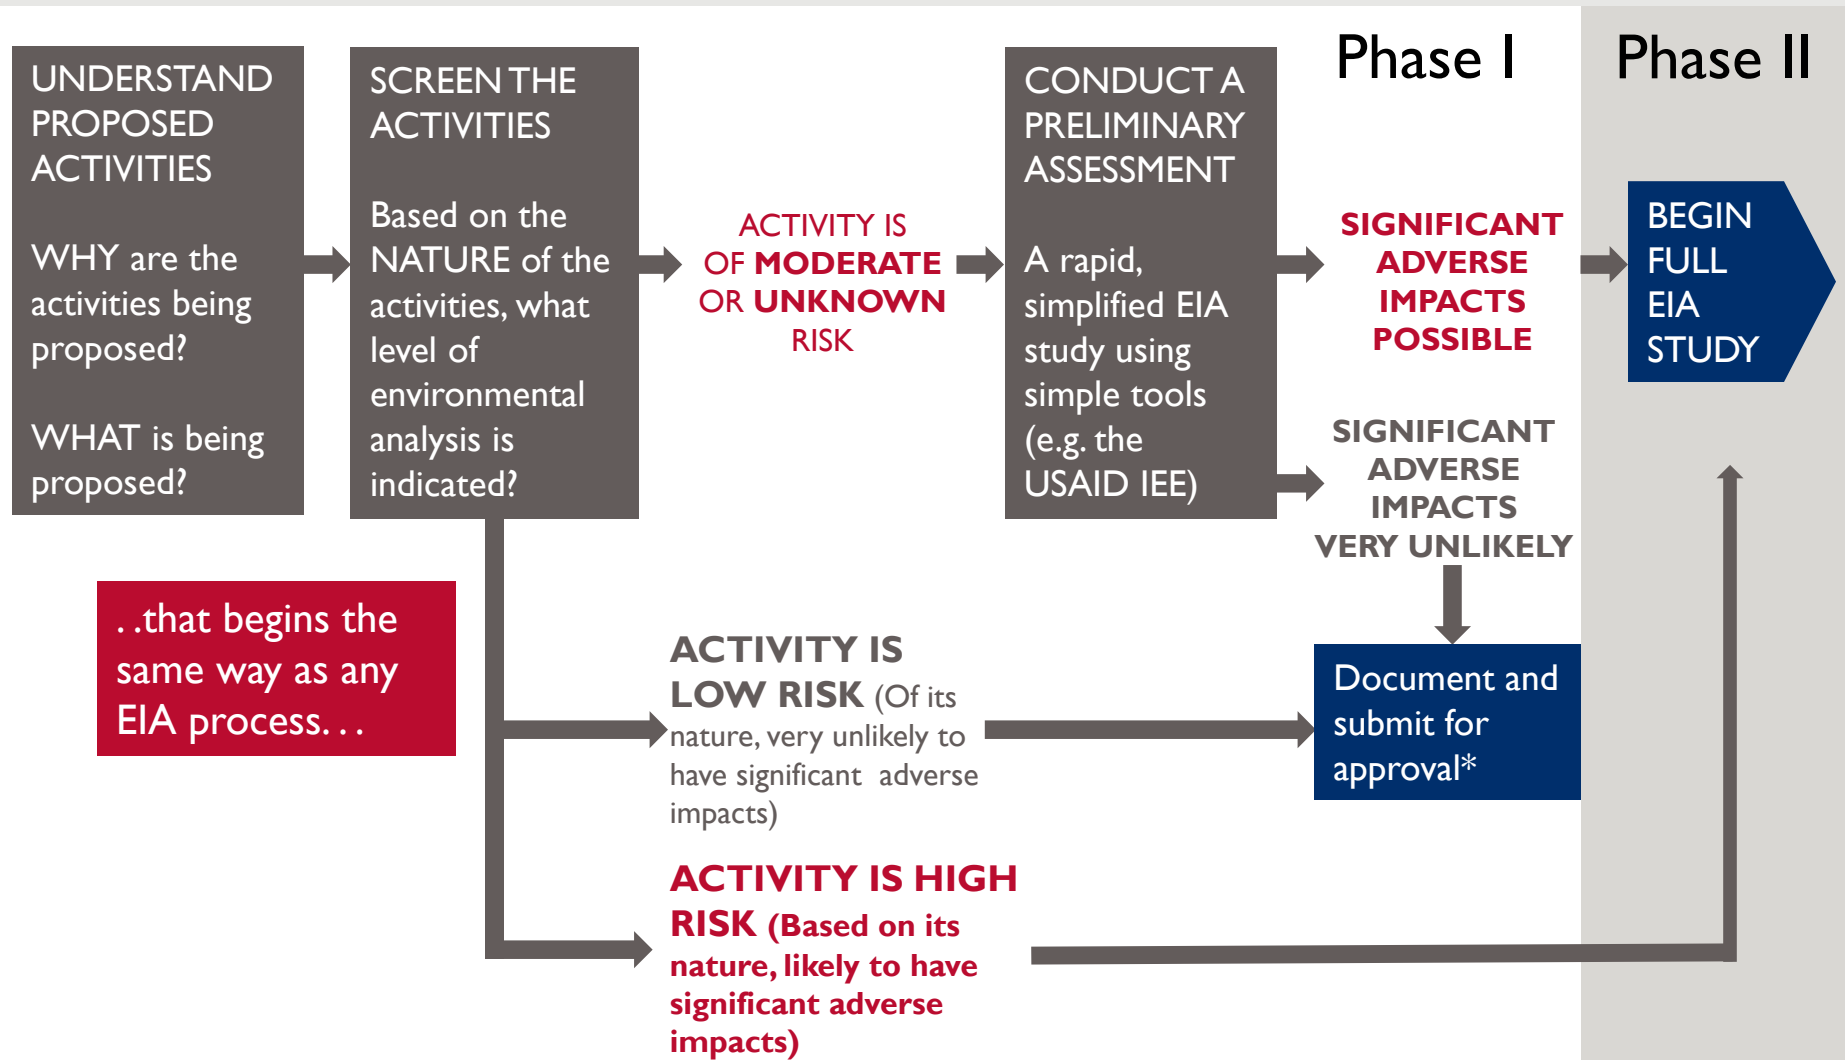 Phase I
Phase II
UNDERSTAND
PROPOSED
ACTIVITIES
WHY are the
activities being
proposed?
WHAT is being
proposed?
SCREEN THE
ACTIVITIES
Based on the
NATURE of the
activities, what
level of
environmental
analysis is
indicated?
ACTIVITY IS
OF MODERATE
OR UNKNOWN
RISK
CONDUCT A
PRELIMINARY
ASSESSMENT
A rapid,
simplified EIA
study using
simple tools
(e.g. the
USAID IEE)
SIGNIFICANT
ADVERSE
IMPACTS
POSSIBLE
BEGIN
FULL
EIA
STUDY
SIGNIFICANT
ADVERSE
IMPACTS
VERY UNLIKELY
. .that begins the
same way as any
EIA process. . .
ACTIVITY IS
LOW RISK (Of its
nature, very unlikely to
have significant adverse
impacts)
Document and
submit for
approval*
ACTIVITY IS HIGH
RISK (Based on its
nature, likely to have
significant adverse
impacts)